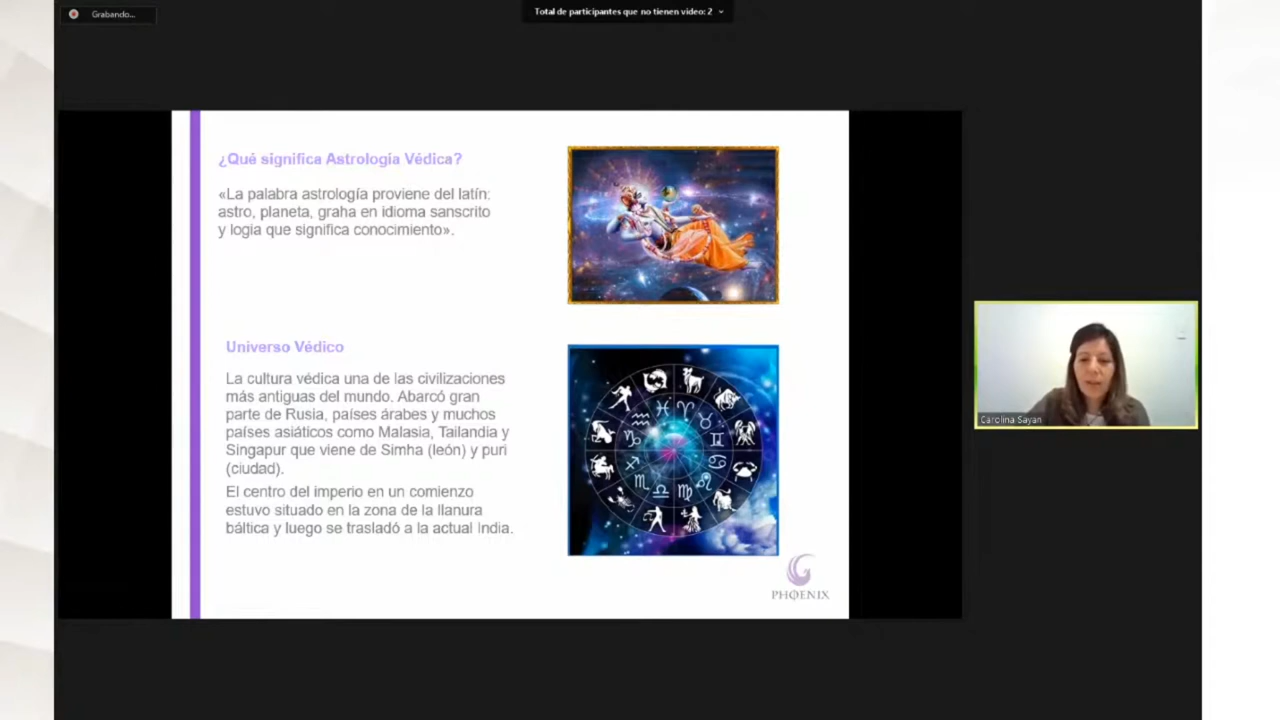 Grabando...
Total de participantes que no tienen video: 2
¿Qué significa Astrología Védica?
«La palabra astrología proviene del latín:
astro, planeta, graha en idioma sanscrito
y logia que significa conocimiento».
Universo Védico
La cultura védica una de las civilizaciones
más antiguas del mundo. Abarcó gran
parte de Rusia, países árabes y muchos
países asiáticos como Malasia, Tailandia y
Singapur que viene de Simha (león) y puri
(ciudad).
El centro del imperio en un comienzo
estuvo situado en la zona de la llanura
báltica y luego se trasladó a la actual India.
PHOENIX
Carolina Sayan